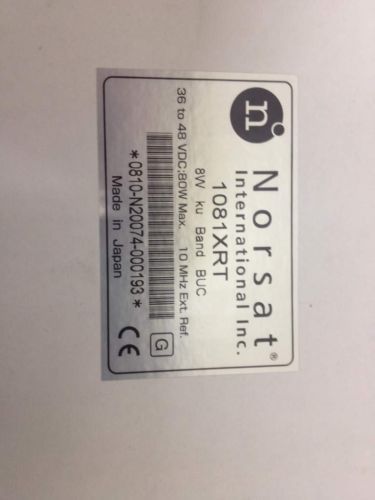 n
Norsat®
International Inc.
1081XRT
8W ku Band BUC
36 to 48 VDC:80W Max. 10 MHz Ext. Ref.
*0810-N20074-000193*
Made in Japan
G
CE